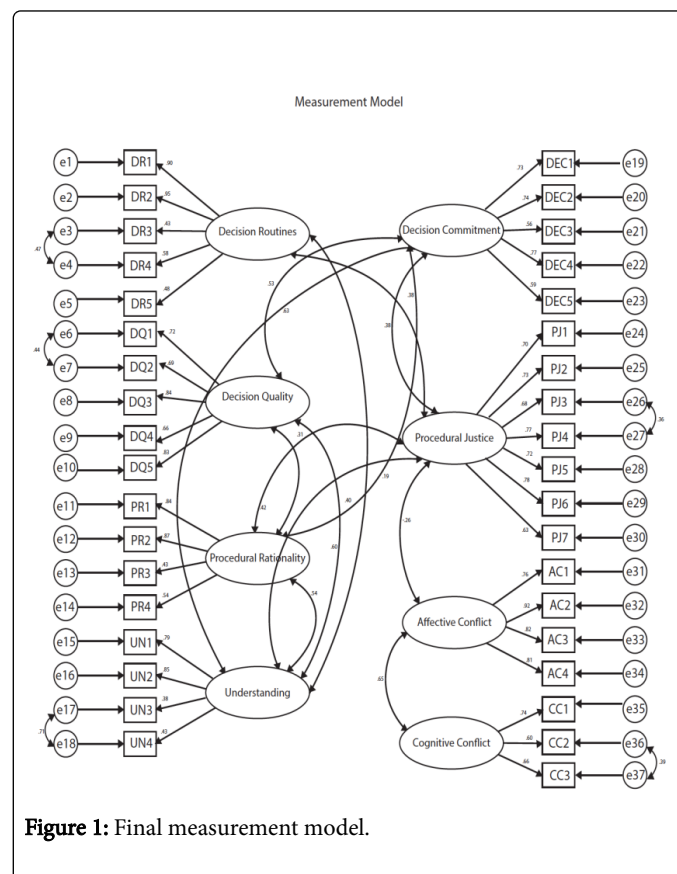 Measurement Model
e1 DR1 .90
e2 DR2 .95
e3 DR3 .43
.47
e4 DR4 .58
e5 DR5 .48
Decision Routines
e6 DQ1 .72
.44
e7 DQ2 .69
e8 DQ3 .84
e9 DQ4 .66
e10 DQ5 .83
Decision Quality
e11 PR1 .84
e12 PR2 .87
e13 PR3 .43
e14 PR4 .54
Procedural Rationality
e15 UN1 .79
e16 UN2 .85
e17 UN3 .38
.71
e18 UN4 .43
Understanding
.53
.63
.31
.42
.19
.40
.60
.54
-.26
.65
Decision Commitment
.73 DEC1 e19
.74 DEC2 e20
.56 DEC3 e21
.77 DEC4 e22
.59 DEC5 e23
Procedural Justice
.70 PJ1 e24
.73 PJ2 e25
.68 PJ3 e26
.36
.77 PJ4 e27
.72 PJ5 e28
.78 PJ6 e29
.63 PJ7 e30
Affective Conflict
.76 AC1 e31
.92 AC2 e32
.82 AC3 e33
.81 AC4 e34
Cognitive Conflict
.74 CC1 e35
.60 CC2 e36
.66 CC3 e37
Figure 1: Final measurement model.